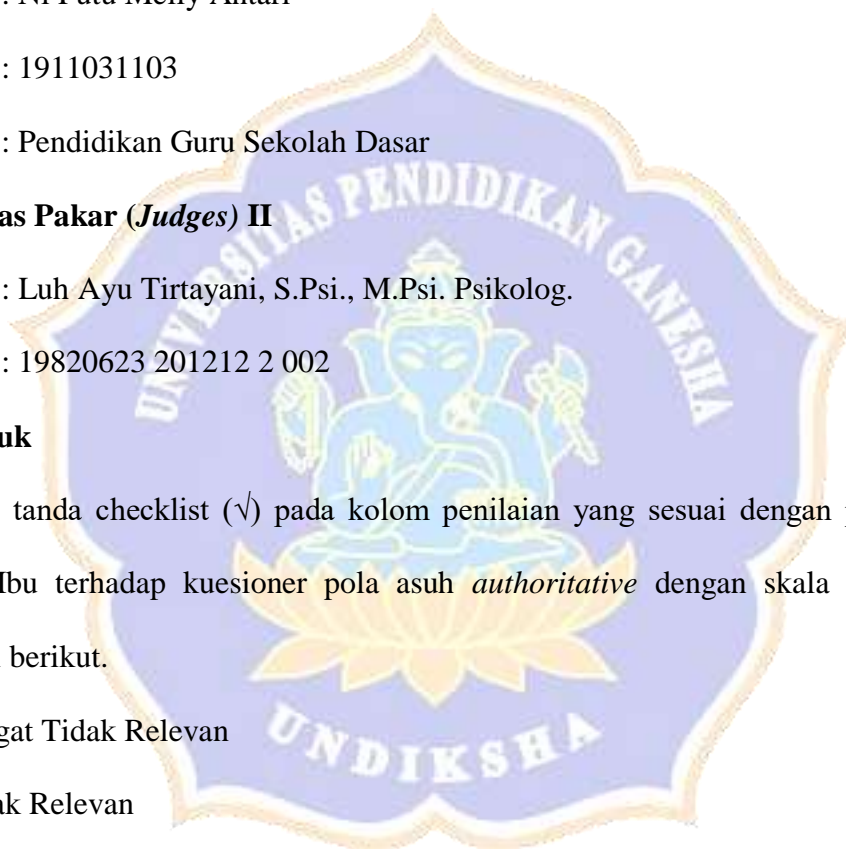 : Ni Putu Meily Antari
: 1911031103
: Pendidikan Guru Sekolah Dasar
as Pakar (Judges) II
: Luh Ayu Tirtayani, S.Psi., M.Psi. Psikolog.
: 19820623 201212 2 002
uk
tanda checklist (√) pada kolom penilaian yang sesuai dengan
Ibu terhadap kuesioner pola asuh authoritative dengan skala
berikut.
gat Tidak Relevan
ak Relevan
UNIVERSITAS PENDIDIKAN GANESHA
UNDIKSHA